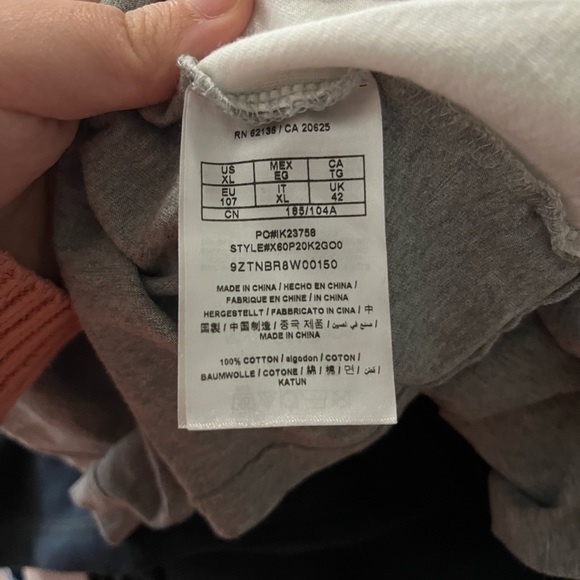 RN 62136 / CA 20625
US XL MEX EG CA TG
EU 107 IT XL UK 42
CN 185/104A
PO#IK23758
STYLE#X60P20K2GO0
9ZTNBR8W00150
MADE IN CHINA / HECHO EN CHINA /
FABRIQUE EN CHINE / IN CHINA
HERGESTELLT / FABBRICATO IN CINA / 中
国製 / 中国制造 / 중국 제품 / صنع في الصين /
MADE IN CHINA
100% COTTON / algodon / COTON /
BAUMWOLLE / COTONE / 綿 / 棉 / 면 / قطن /
KATUN